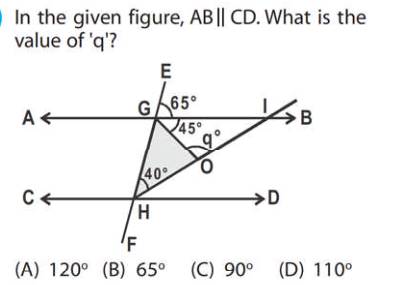 In the given figure, AB || CD. What is the
value of 'q'?
E
G 65°
A I B
45°
q°
40° O
C D
H
F
(A) 120° (B) 65° (C) 90° (D) 110°